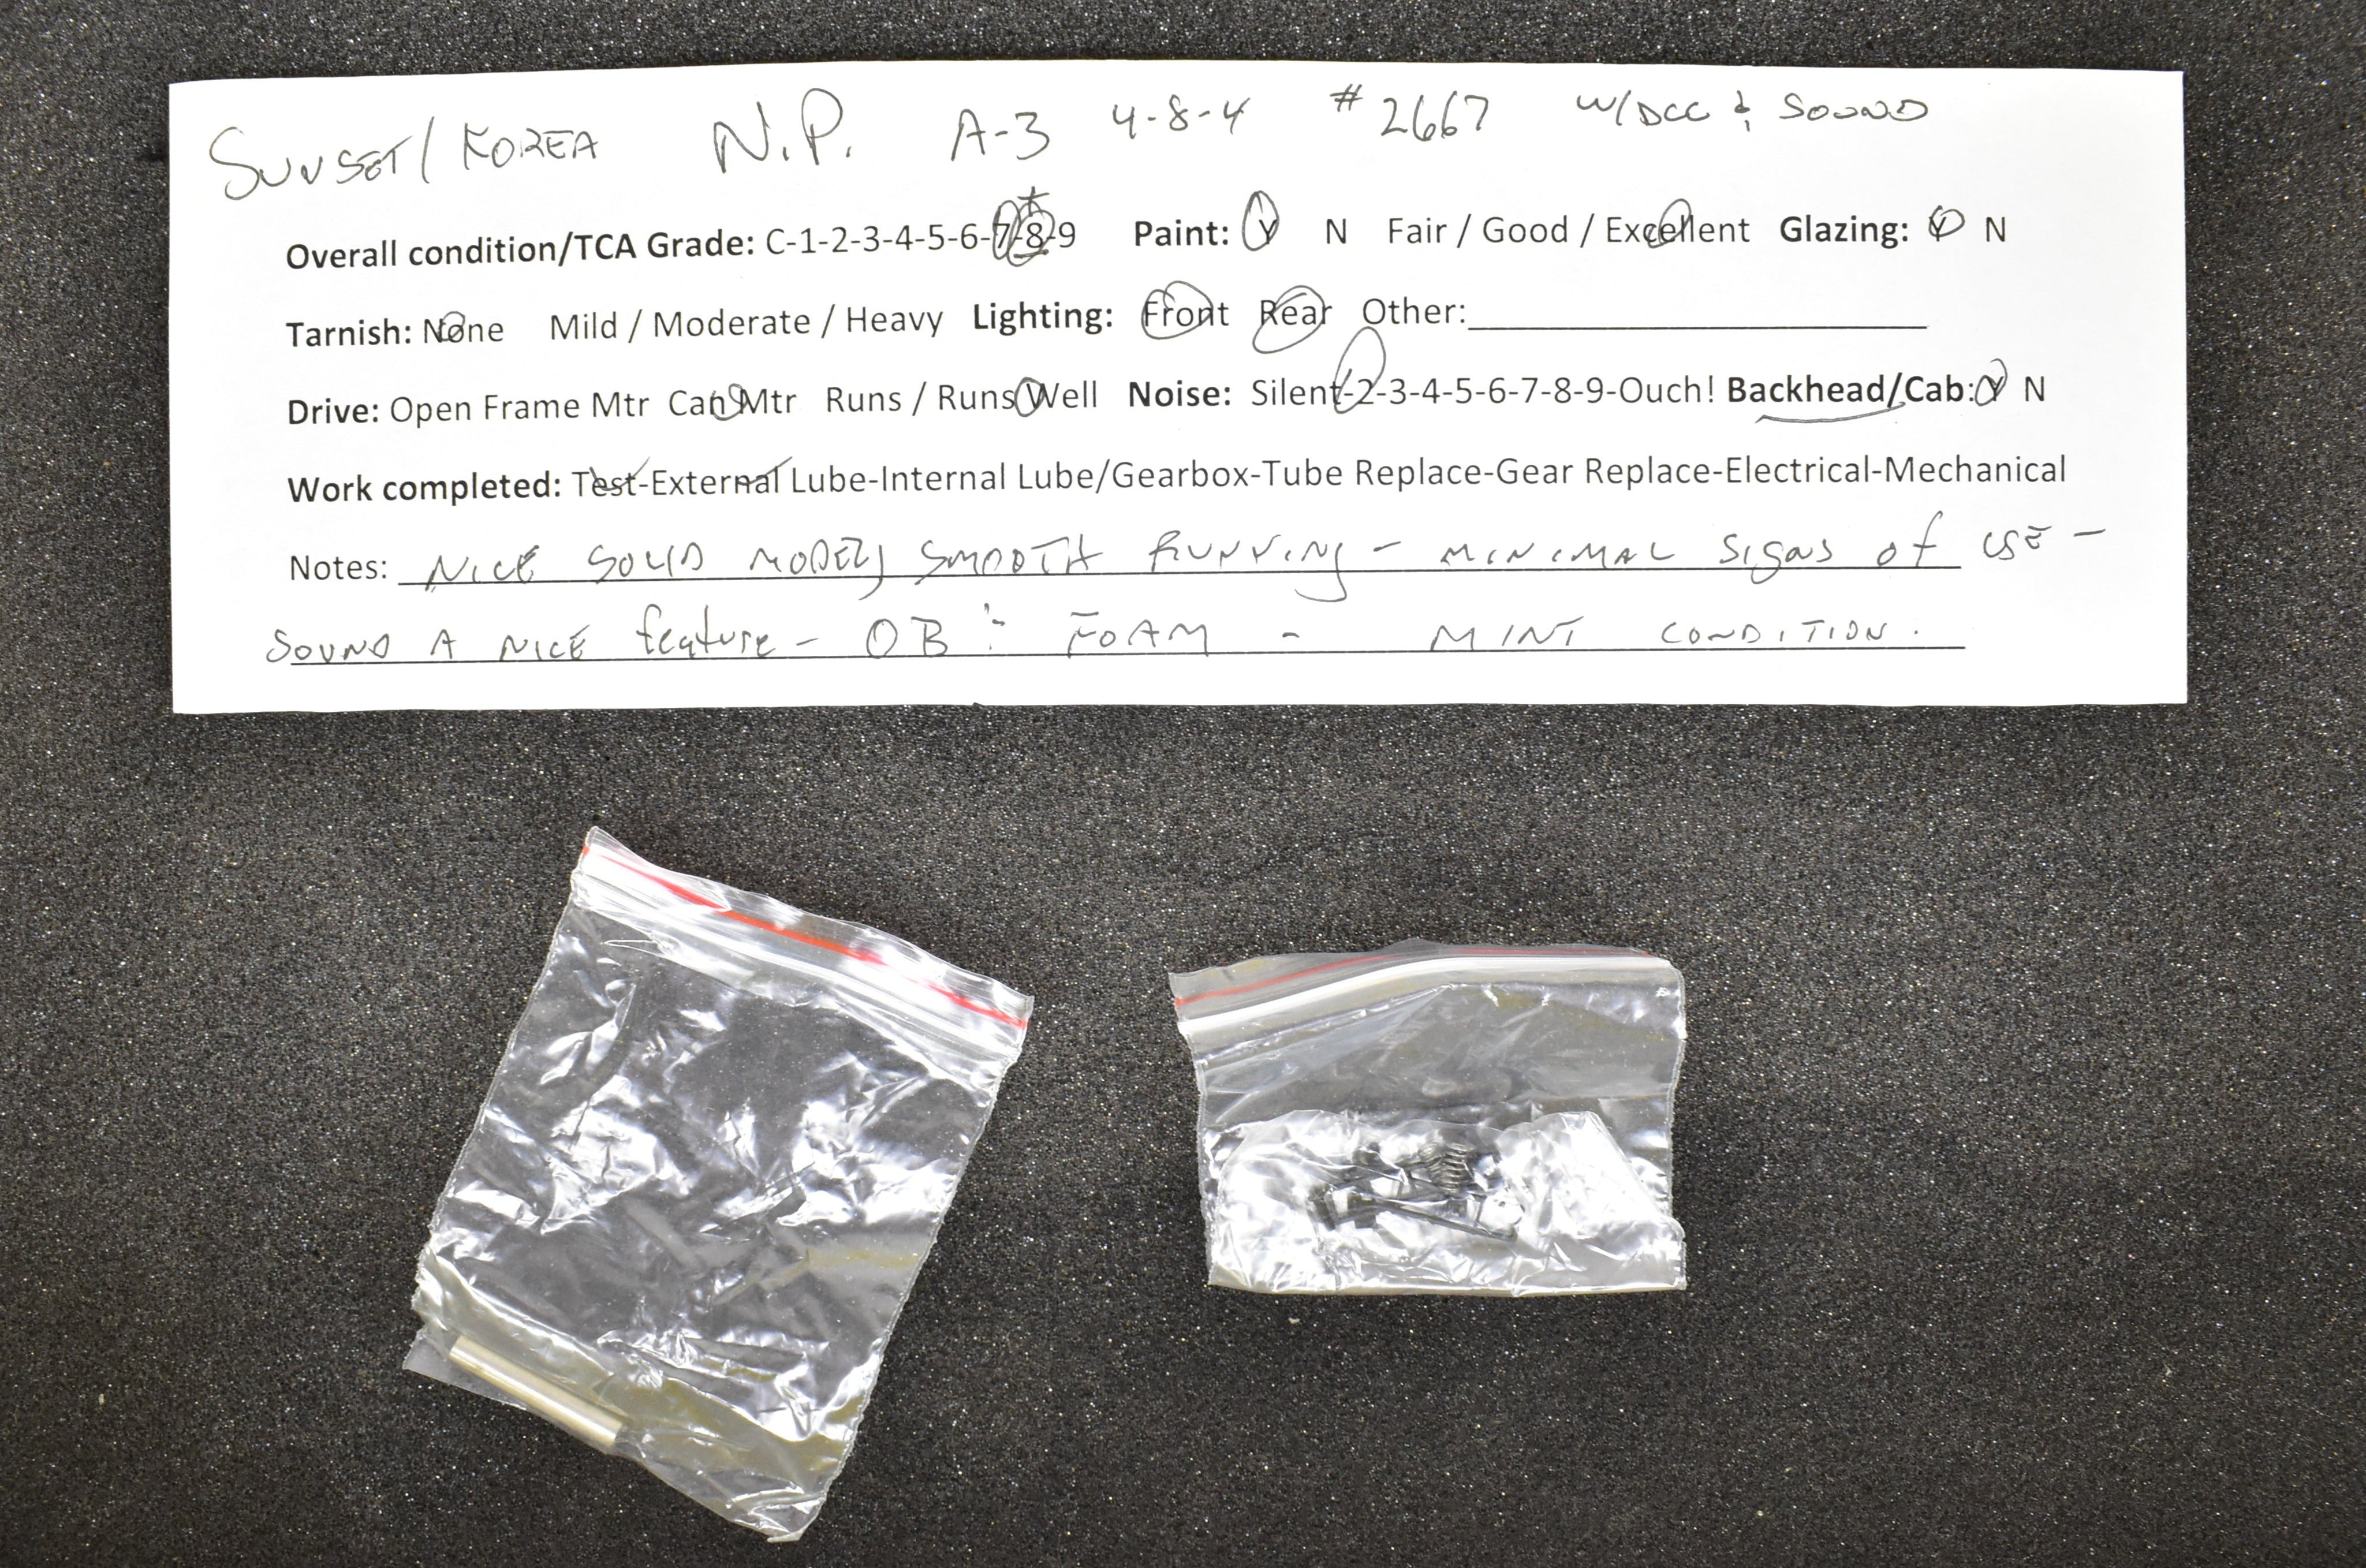 SUNSET/KOREA N.P. A-3 4-8-4 #2667 W/DCC & SOUND
Overall condition/TCA Grade: C-1-2-3-4-5-6-7-8-9 Paint: Y N Fair / Good / Excellent Glazing: Y N
Tarnish: None Mild / Moderate / Heavy Lighting: Front Rear Other:
Drive: Open Frame Mtr Can Mtr Runs / Runs Well Noise: Silent-2-3-4-5-6-7-8-9-Ouch! Backhead/Cab: Y N
Work completed: Test-External Lube-Internal Lube/Gearbox-Tube Replace-Gear Replace-Electrical-Mechanical
Notes: NICE SOLID MODEL, SMOOTH RUNNING - MINIMAL SIGNS OF USE -
SOUND A NICE feature - OB & FOAM - MINT CONDITION.